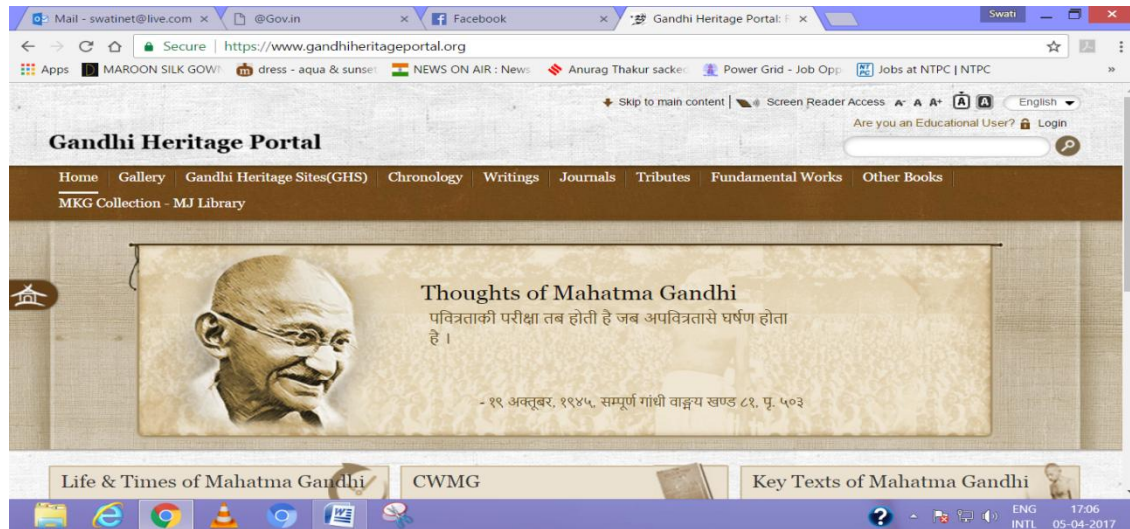 Mail - swatinet@live.com
@Gov.in
Facebook
Gandhi Heritage Portal: F
Swati
Secure | https://www.gandhiheritageportal.org
Apps MAROON SILK GOWN dress - aqua & sunset NEWS ON AIR : News Anurag Thakur sacked Power Grid - Job Opp Jobs at NTPC | NTPC »
Skip to main content | Screen Reader Access A- A A+ A A English
Are you an Educational User? Login
Gandhi Heritage Portal
Home Gallery Gandhi Heritage Sites(GHS) Chronology Writings Journals Tributes Fundamental Works Other Books
MKG Collection - MJ Library
Thoughts of Mahatma Gandhi
पवित्रताकी परीक्षा तब होती है जब अपवित्रतासे घर्षण होता
है ।
- १९ अक्तूबर, १९४५, सम्पूर्ण गांधी वाङ्मय खण्ड ८१, पृ. ५०३
Life & Times of Mahatma Gandhi
CWMG
Key Texts of Mahatma Gandhi
ENG 17:06
INTL 05-04-2017